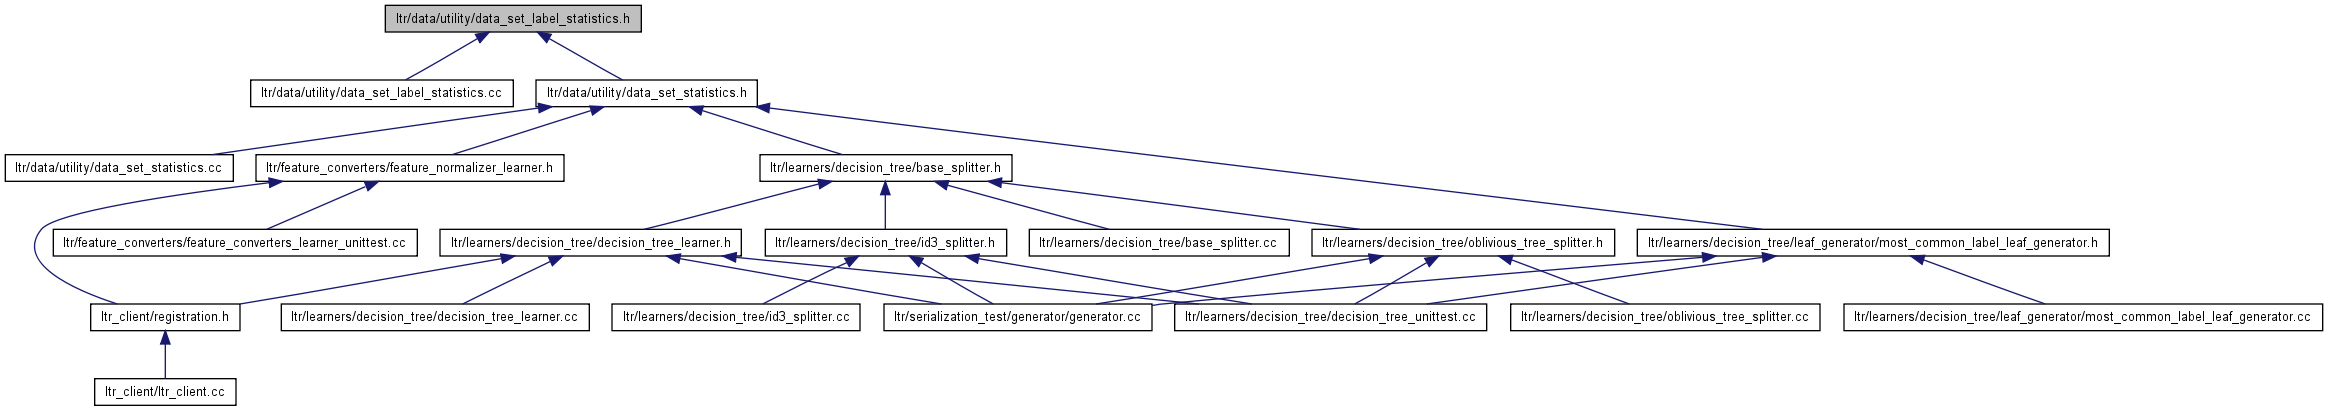 ltr/data/utility/data_set_label_statistics.h
ltr/data/utility/data_set_label_statistics.cc
ltr/data/utility/data_set_statistics.h
ltr/data/utility/data_set_statistics.cc
ltr/feature_converters/feature_normalizer_learner.h
ltr/learners/decision_tree/base_splitter.h
ltr/feature_converters/feature_converters_learner_unittest.cc
ltr/learners/decision_tree/decision_tree_learner.h
ltr/learners/decision_tree/id3_splitter.h
ltr/learners/decision_tree/base_splitter.cc
ltr/learners/decision_tree/oblivious_tree_splitter.h
ltr/learners/decision_tree/leaf_generator/most_common_label_leaf_generator.h
ltr_client/registration.h
ltr/learners/decision_tree/decision_tree_learner.cc
ltr/learners/decision_tree/id3_splitter.cc
ltr/serialization_test/generator/generator.cc
ltr/learners/decision_tree/decision_tree_unittest.cc
ltr/learners/decision_tree/oblivious_tree_splitter.cc
ltr/learners/decision_tree/leaf_generator/most_common_label_leaf_generator.cc
ltr_client/ltr_client.cc